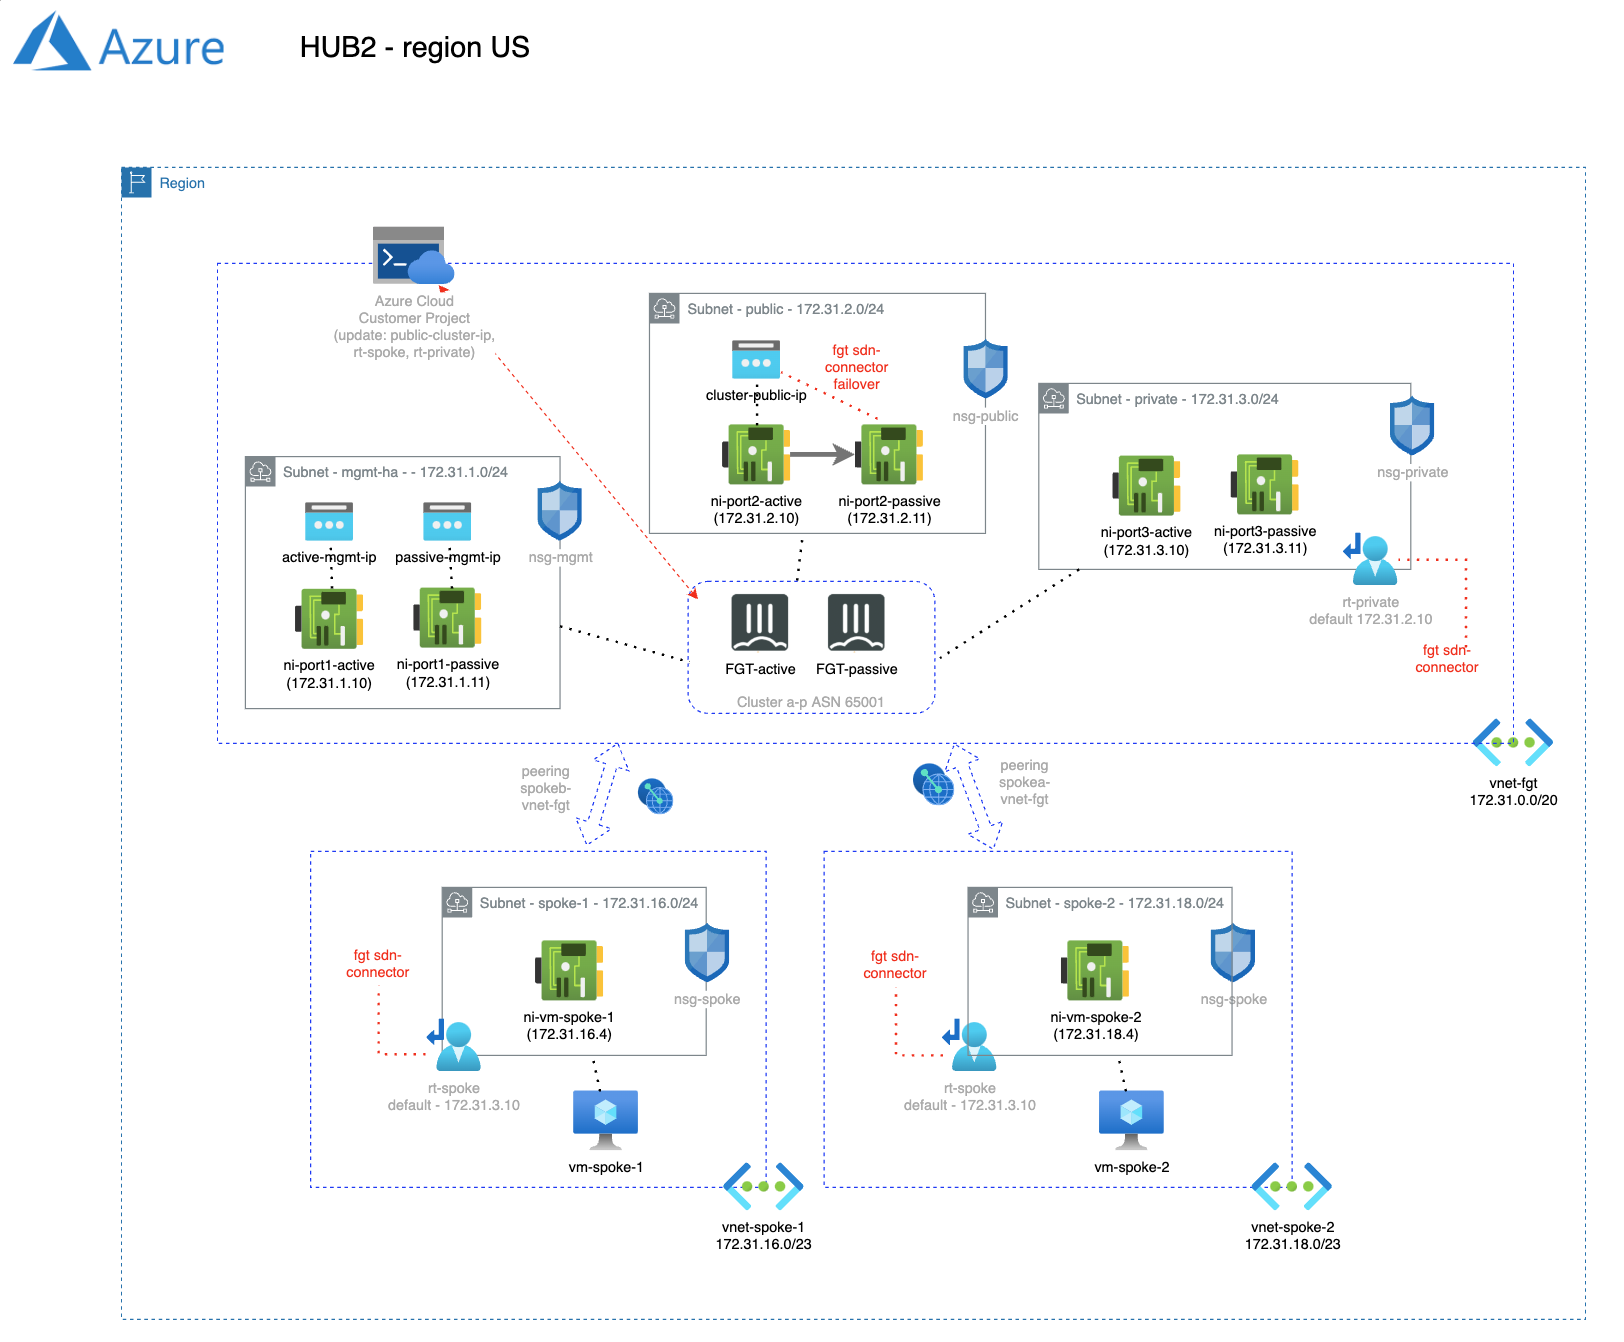 Azure
HUB2 - region US
Region
Azure Cloud
Customer Project
(update: public-cluster-ip,
rt-spoke, rt-private)
Subnet - public - 172.31.2.0/24
fgt sdn-
connector
failover
cluster-public-ip
nsg-public
ni-port2-active
(172.31.2.10)
ni-port2-passive
(172.31.2.11)
Subnet - private - 172.31.3.0/24
nsg-private
ni-port3-active
(172.31.3.10)
ni-port3-passive
(172.31.3.11)
rt-private
default 172.31.2.10
fgt sdn-
connector
Subnet - mgmt-ha - - 172.31.1.0/24
active-mgmt-ip
passive-mgmt-ip
nsg-mgmt
ni-port1-active
(172.31.1.10)
ni-port1-passive
(172.31.1.11)
FGT-active
FGT-passive
Cluster a-p ASN 65001
vnet-fgt
172.31.0.0/20
peering
spokeb-
vnet-fgt
peering
spokea-
vnet-fgt
Subnet - spoke-1 - 172.31.16.0/24
fgt sdn-
connector
nsg-spoke
ni-vm-spoke-1
(172.31.16.4)
rt-spoke
default - 172.31.3.10
vm-spoke-1
vnet-spoke-1
172.31.16.0/23
Subnet - spoke-2 - 172.31.18.0/24
fgt sdn-
connector
nsg-spoke
ni-vm-spoke-2
(172.31.18.4)
rt-spoke
default - 172.31.3.10
vm-spoke-2
vnet-spoke-2
172.31.18.0/23